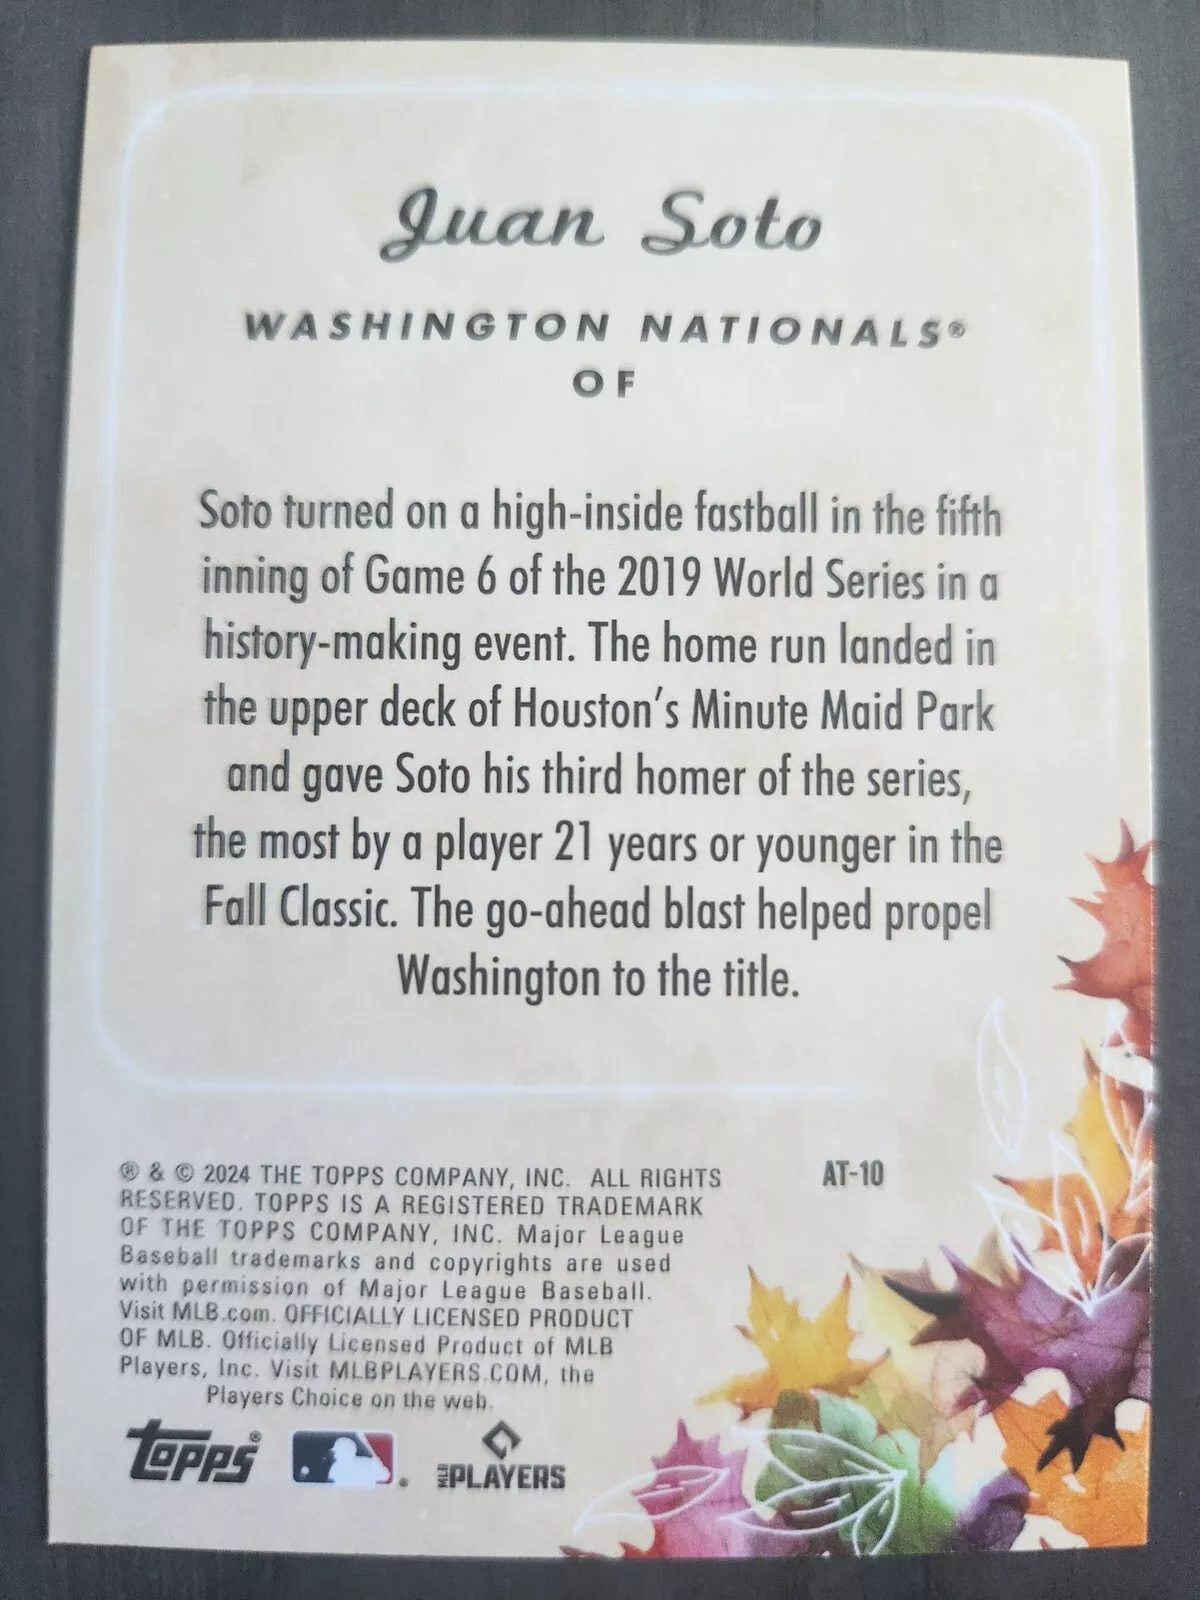 Juan Soto
WASHINGTON NATIONALS®
OF
Soto turned on a high-inside fastball in the fifth
inning of Game 6 of the 2019 World Series in a
history-making event. The home run landed in
the upper deck of Houston's Minute Maid Park
and gave Soto his third homer of the series,
the most by a player 21 years or younger in the
Fall Classic. The go-ahead blast helped propel
Washington to the title.
® & © 2024 THE TOPPS COMPANY, INC. ALL RIGHTS
RESERVED. TOPPS IS A REGISTERED TRADEMARK
OF THE TOPPS COMPANY, INC. Major League
Baseball trademarks and copyrights are used
with permission of Major League Baseball.
Visit MLB.com. OFFICIALLY LICENSED PRODUCT
OF MLB. Officially Licensed Product of MLB
Players, Inc. Visit MLBPLAYERS.COM, the
Players Choice on the web.
AT-10
TOPPS®
MLB PLAYERS